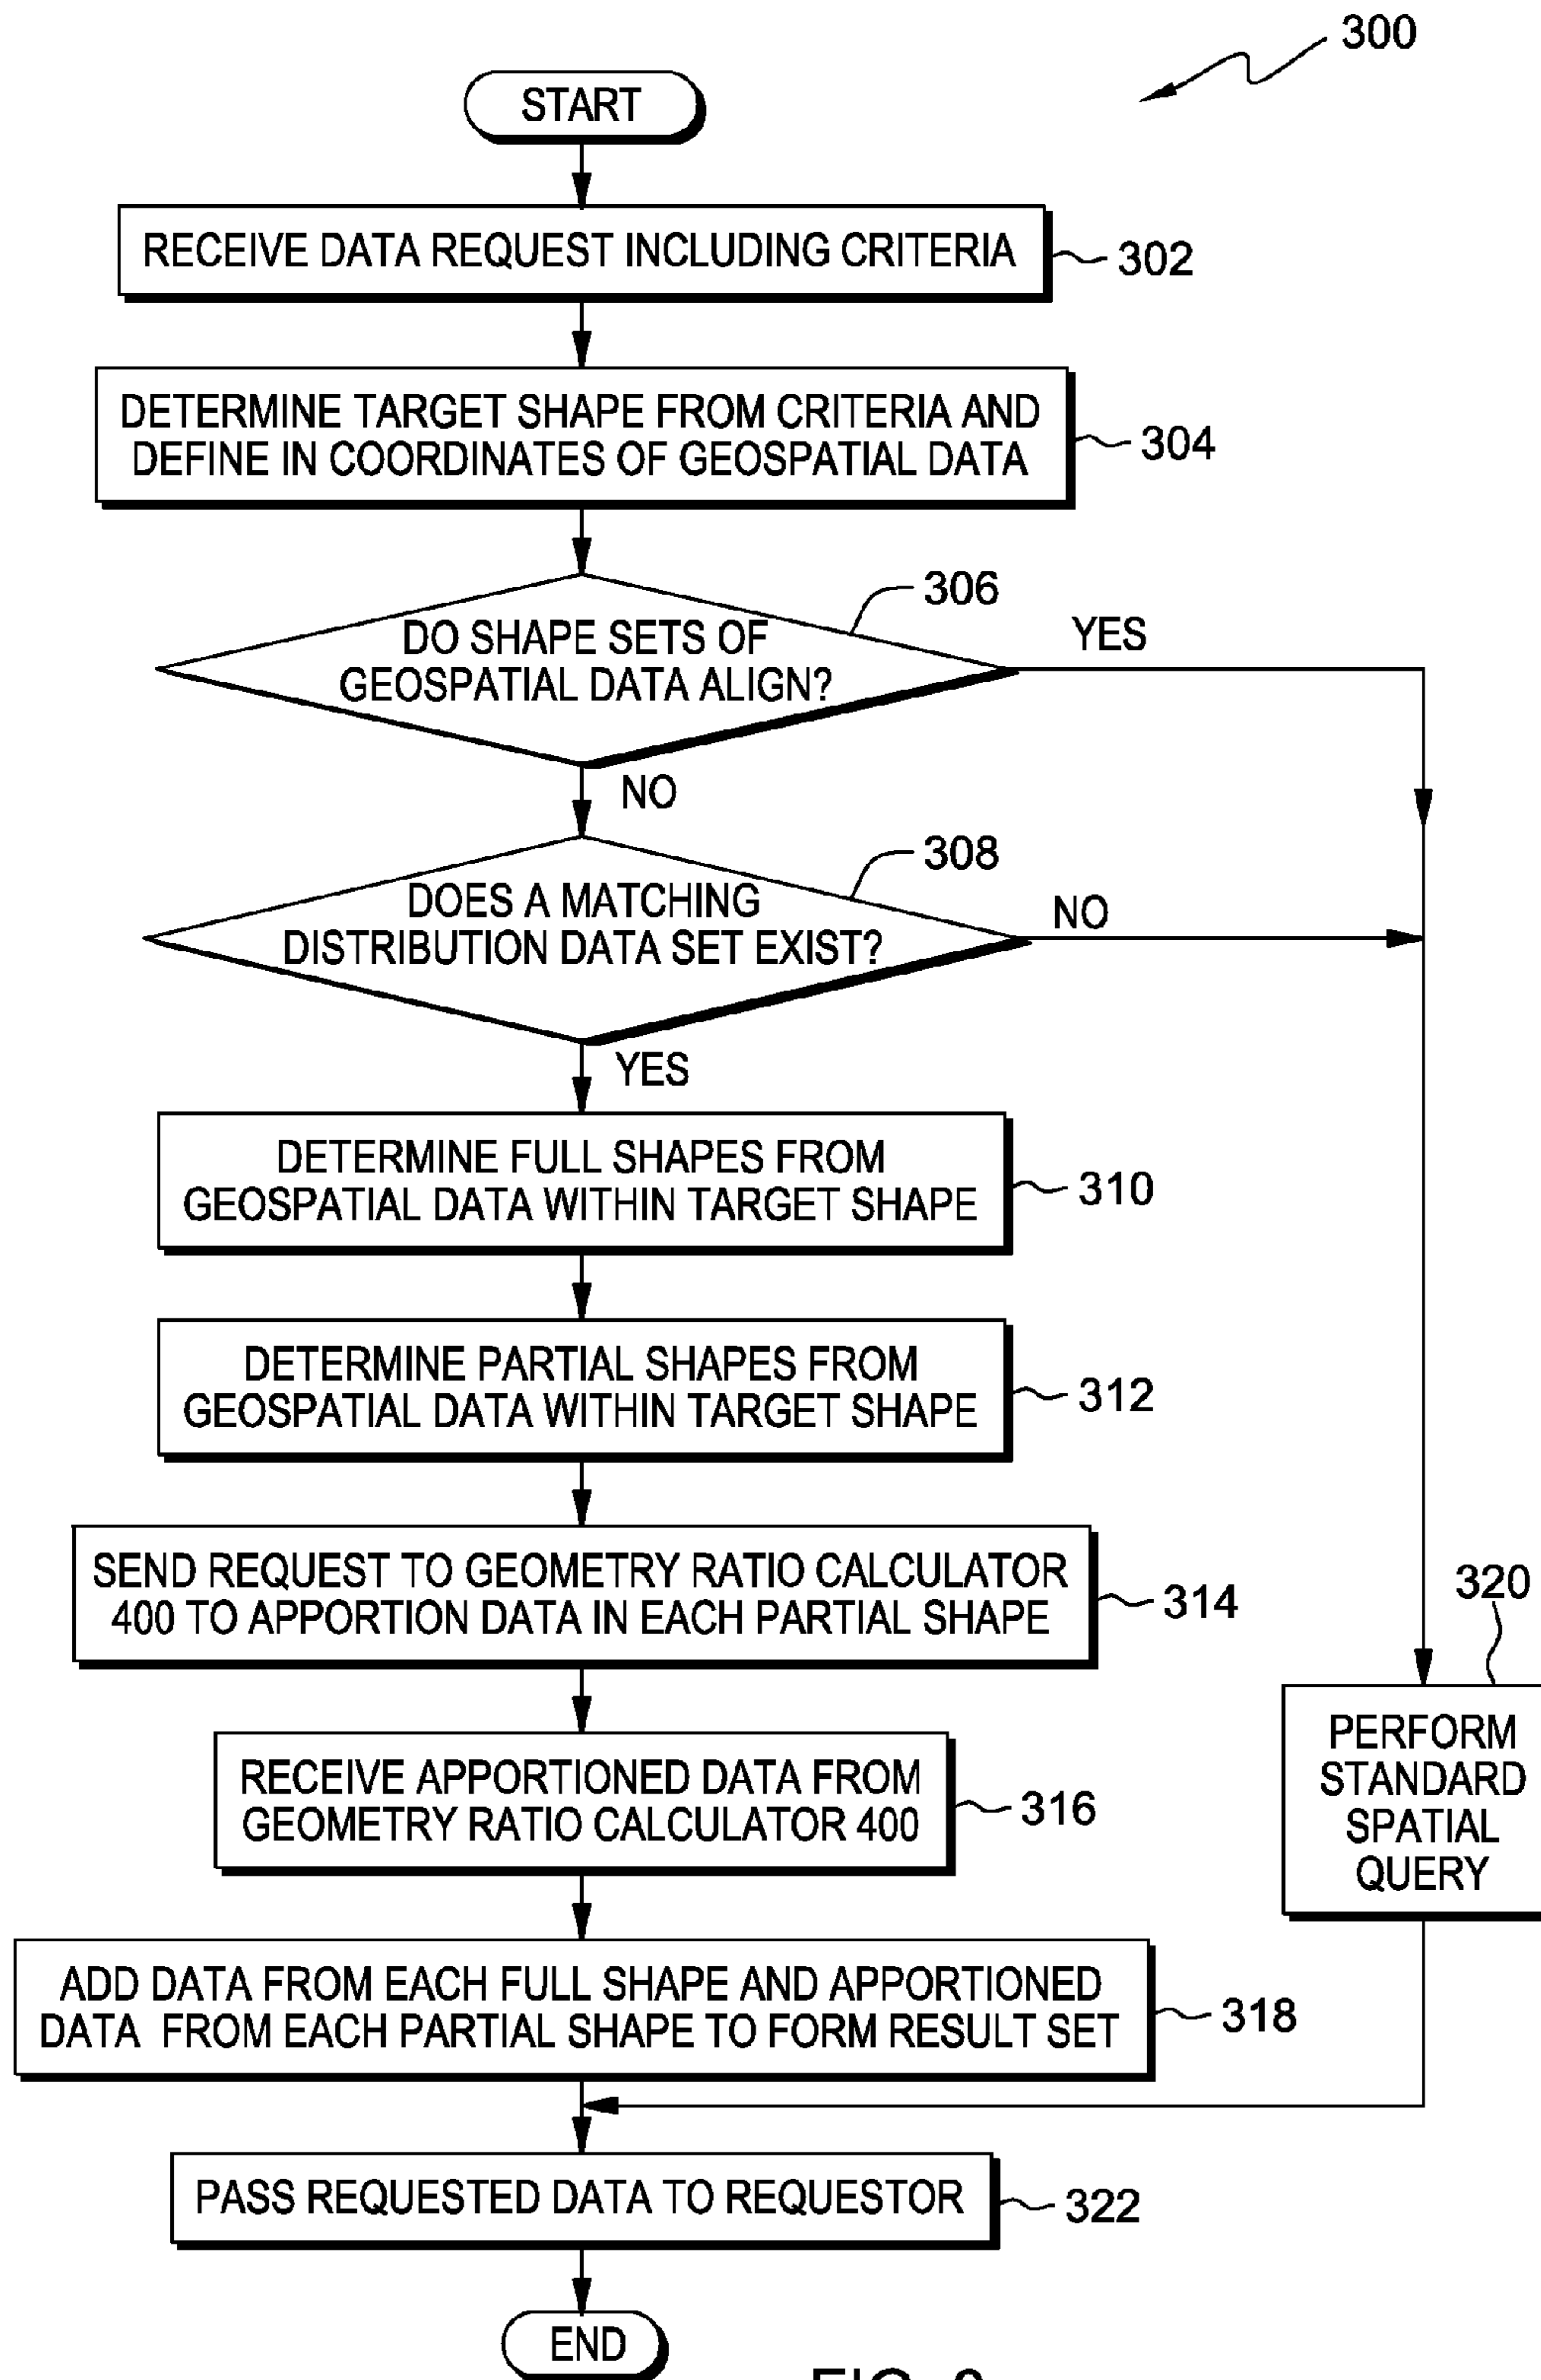 300
START
RECEIVE DATA REQUEST INCLUDING CRITERIA
302
DETERMINE TARGET SHAPE FROM CRITERIA AND
DEFINE IN COORDINATES OF GEOSPATIAL DATA
304
306
DO SHAPE SETS OF
GEOSPATIAL DATA ALIGN?
YES
NO
308
DOES A MATCHING
DISTRIBUTION DATA SET EXIST?
NO
YES
DETERMINE FULL SHAPES FROM
GEOSPATIAL DATA WITHIN TARGET SHAPE
310
DETERMINE PARTIAL SHAPES FROM
GEOSPATIAL DATA WITHIN TARGET SHAPE
312
SEND REQUEST TO GEOMETRY RATIO CALCULATOR
400 TO APPORTION DATA IN EACH PARTIAL SHAPE
314
320
PERFORM
STANDARD
SPATIAL
QUERY
RECEIVE APPORTIONED DATA FROM
GEOMETRY RATIO CALCULATOR 400
316
ADD DATA FROM EACH FULL SHAPE AND APPORTIONED
DATA FROM EACH PARTIAL SHAPE TO FORM RESULT SET
318
PASS REQUESTED DATA TO REQUESTOR
322
END
FIG.